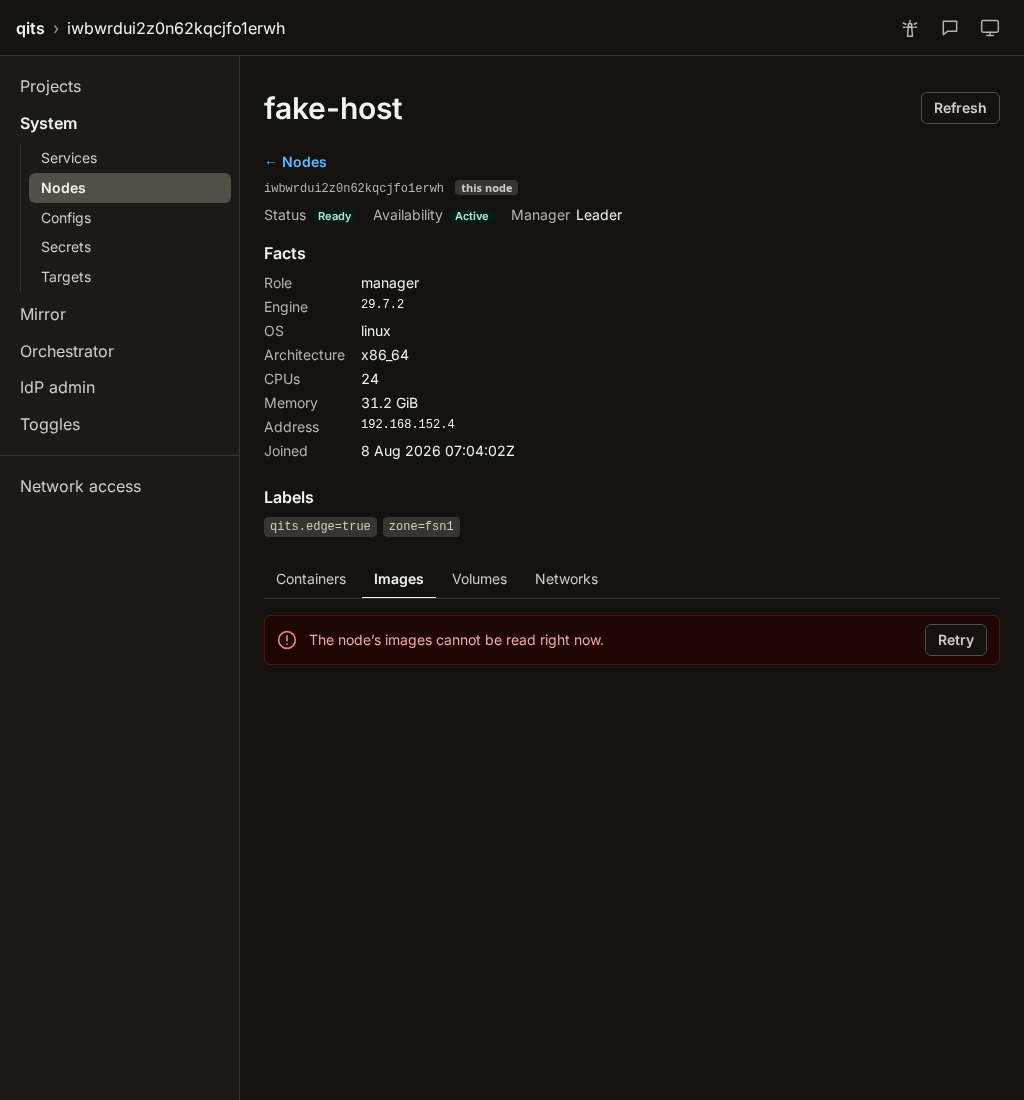 qits › iwbwrdui2z0n62kqcjfo1erwh
Projects
System
Services
Nodes
Configs
Secrets
Targets
Mirror
Orchestrator
IdP admin
Toggles
Network access
fake-host
Refresh
← Nodes
iwbwrdui2z0n62kqcjfo1erwh this node
Status Ready Availability Active Manager Leader
Facts
Role manager
Engine 29.7.2
OS linux
Architecture x86_64
CPUs 24
Memory 31.2 GiB
Address 192.168.152.4
Joined 8 Aug 2026 07:04:02Z
Labels
qits.edge=true zone=fsn1
Containers Images Volumes Networks
The node’s images cannot be read right now.
Retry